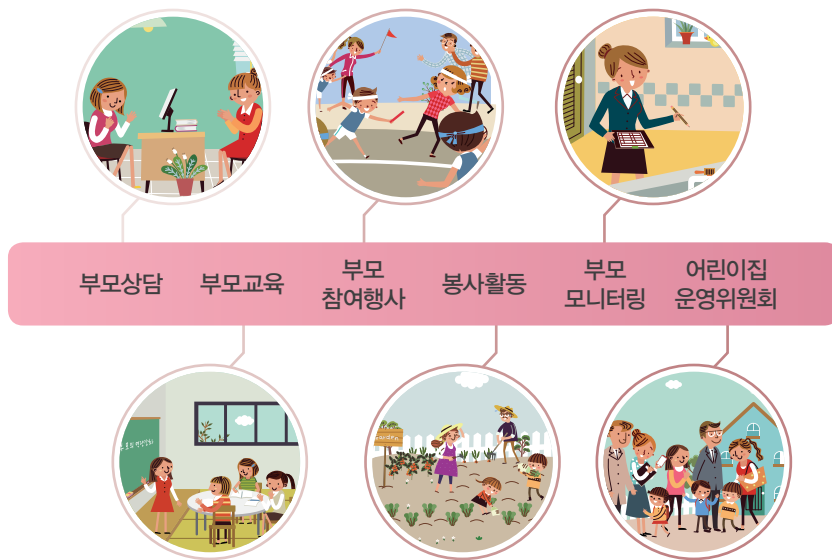 부모상담
부모교육
부모
참여행사
봉사활동
부모
모니터링
어린이집
운영위원회